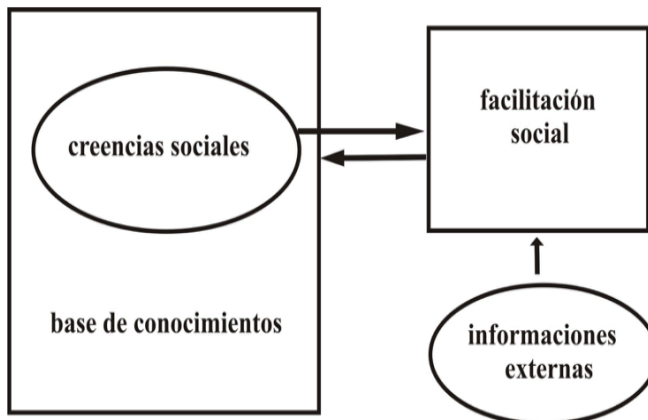 creencias sociales
base de conocimientos
facilitación
social
informaciones
externas